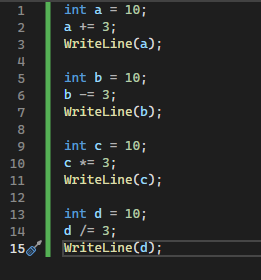 1 int a = 10;
2 a += 3;
3 WriteLine(a);
4
5 int b = 10;
6 b -= 3;
7 WriteLine(b);
8
9 int c = 10;
10 c *= 3;
11 WriteLine(c);
12
13 int d = 10;
14 d /= 3;
15 WriteLine(d);